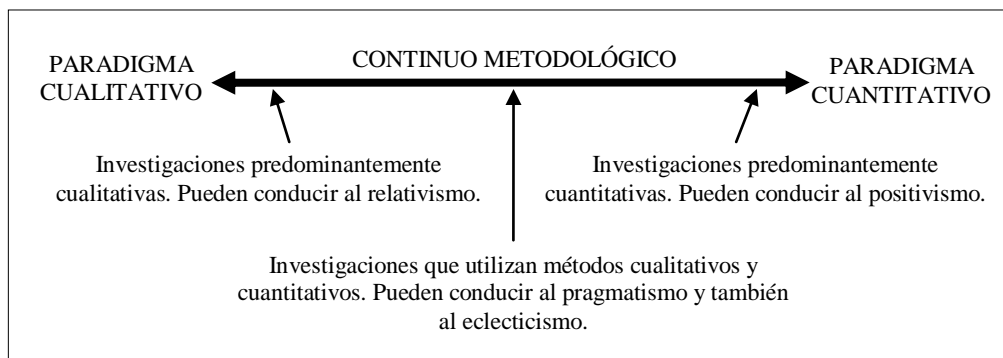 CONTINUO METODOLÓGICO
PARADIGMA
CUALITATIVO
PARADIGMA
CUANTITATIVO
Investigaciones predominantemente
cualitativas. Pueden conducir al relativismo.
Investigaciones predominantemente
cuantitativas. Pueden conducir al positivismo.
Investigaciones que utilizan métodos cualitativos y
cuantitativos. Pueden conducir al pragmatismo y también
al eclecticismo.